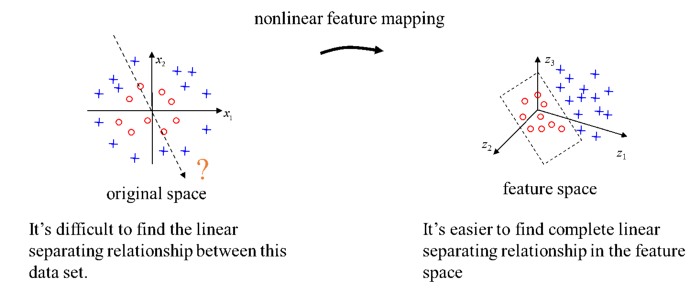 nonlinear feature mapping
x2
x1
?
original space
It's difficult to find the linear
separating relationship between this
data set.
z3
z2
z1
feature space
It's easier to find complete linear
separating relationship in the feature
space